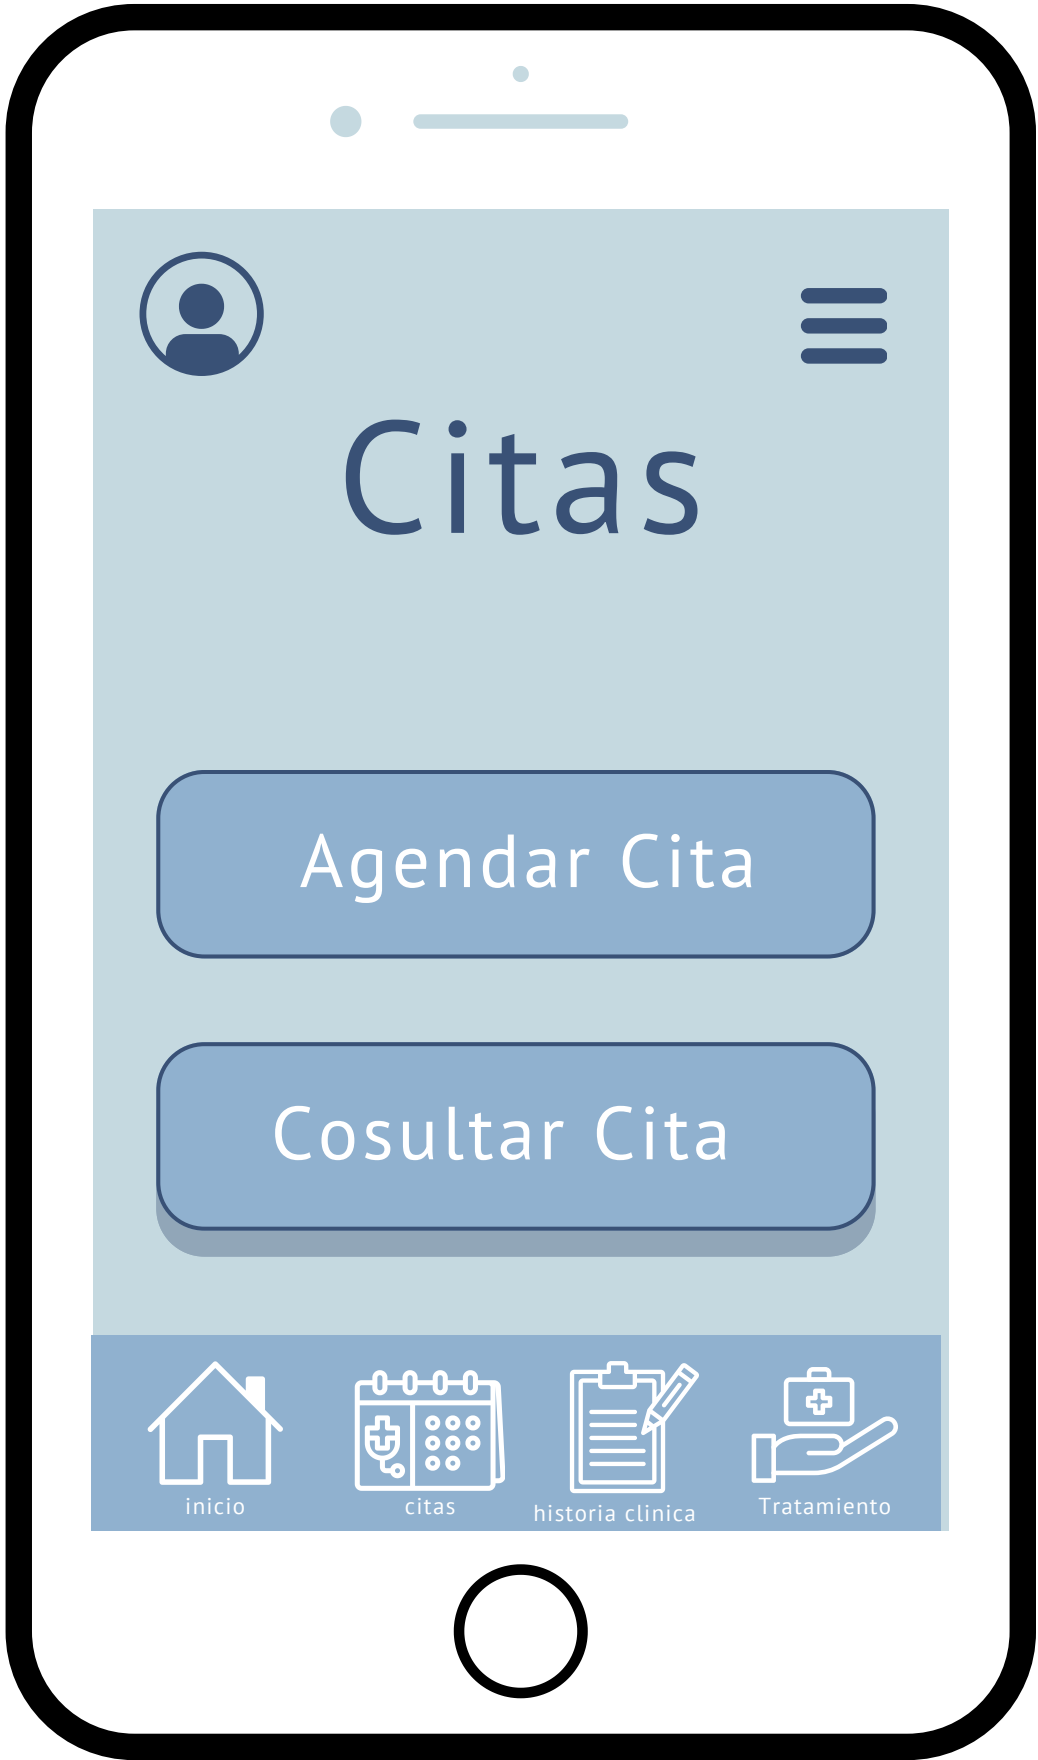 Citas
Agendar Cita
Cosultar Cita
inicio
citas
historia clinica
Tratamiento